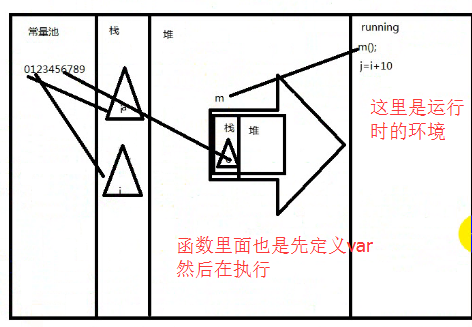 常量池
栈
堆
running
0123456789
m();
j=i+10
m
栈
堆
i
这里是运行
时的环境
函数里面也是先定义var
然后在执行